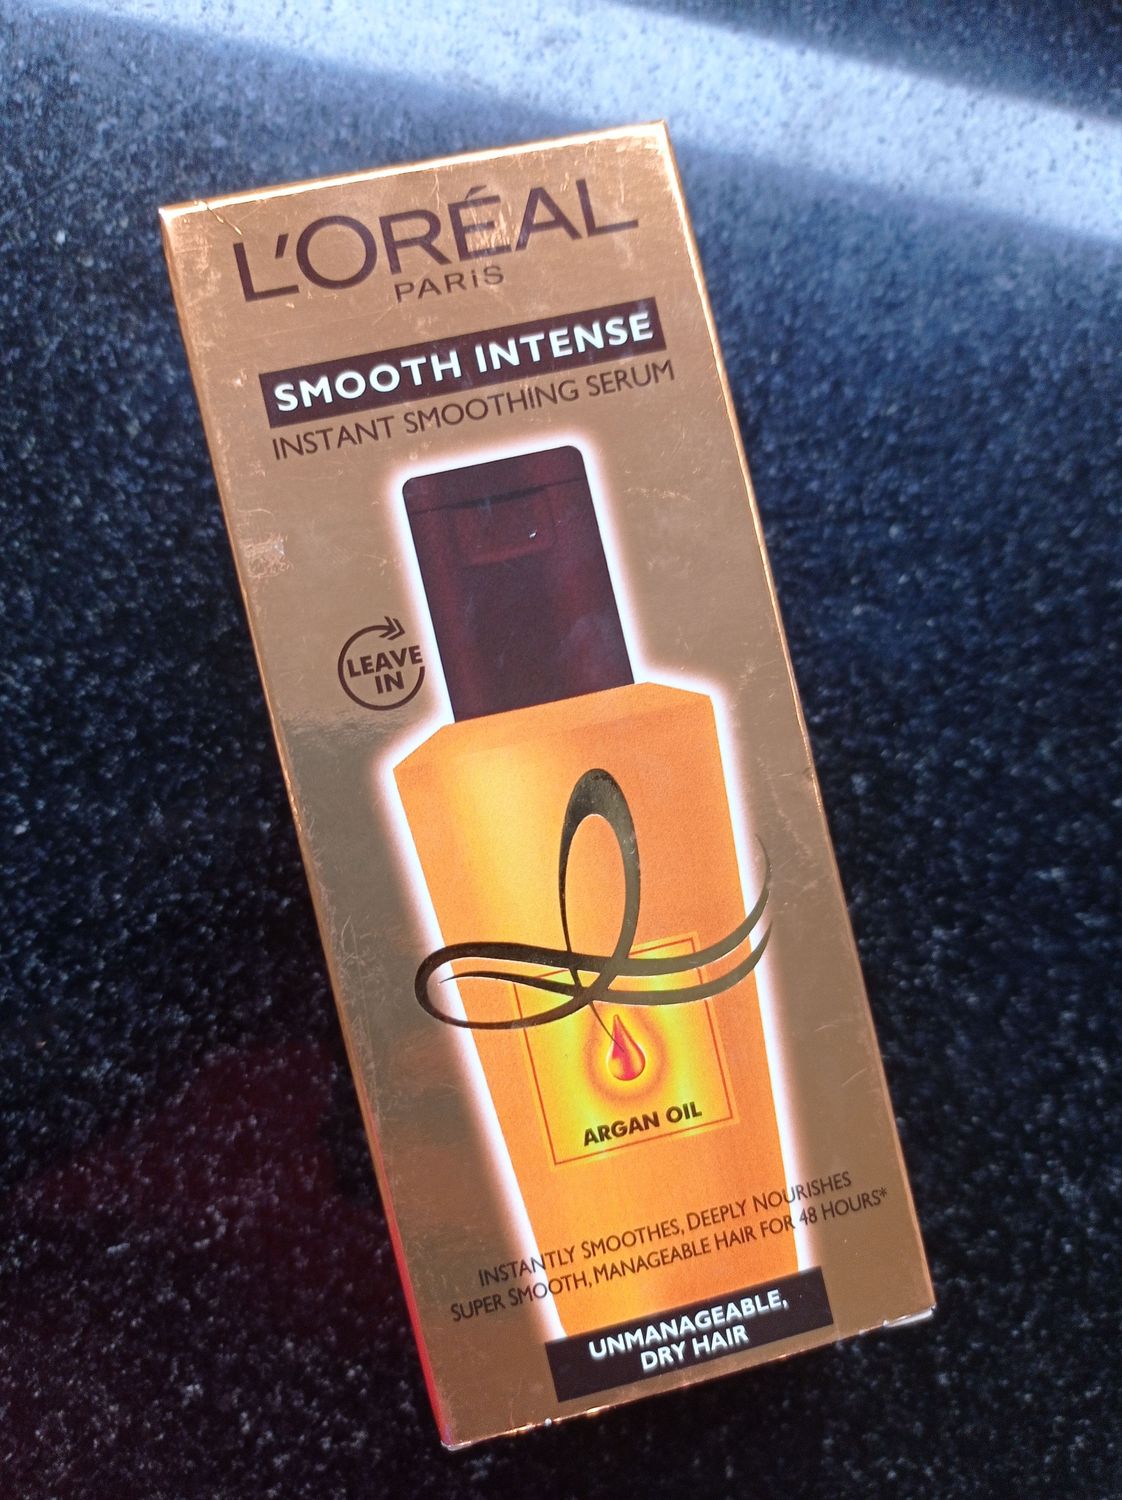 L'ORÉAL
PARiS
SMOOTH INTENSE
INSTANT SMOOTHING SERUM
LEAVE
IN
ARGAN OIL
INSTANTLY SMOOTHES, DEEPLY NOURISHES
SUPER SMOOTH, MANAGEABLE HAIR FOR 48 HOURS*
UNMANAGEABLE,
DRY HAIR